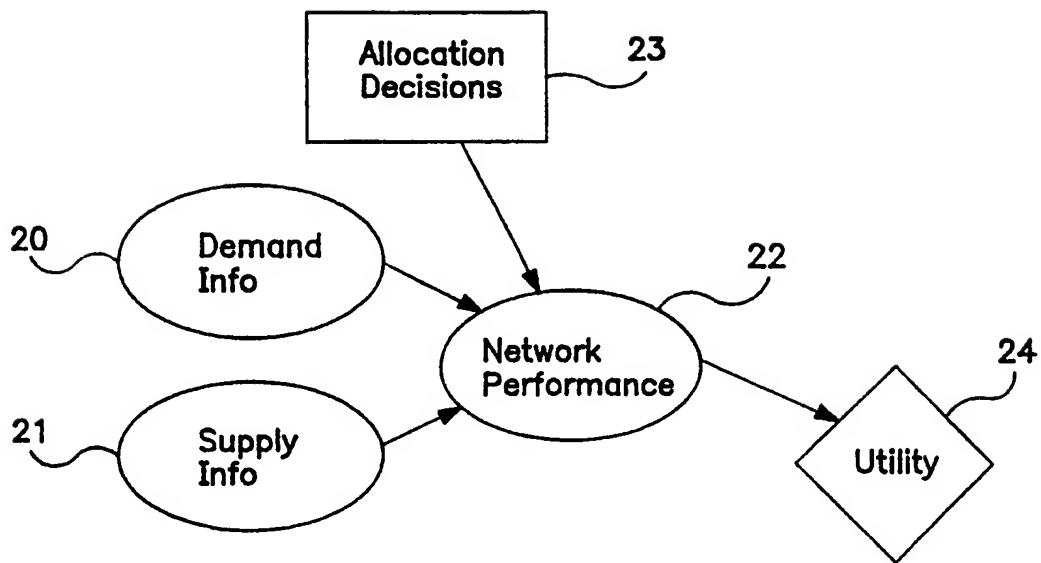 Allocation
Decisions
23
20
Demand
Info
22
Network
Performance
24
21
Supply
Info
Utility